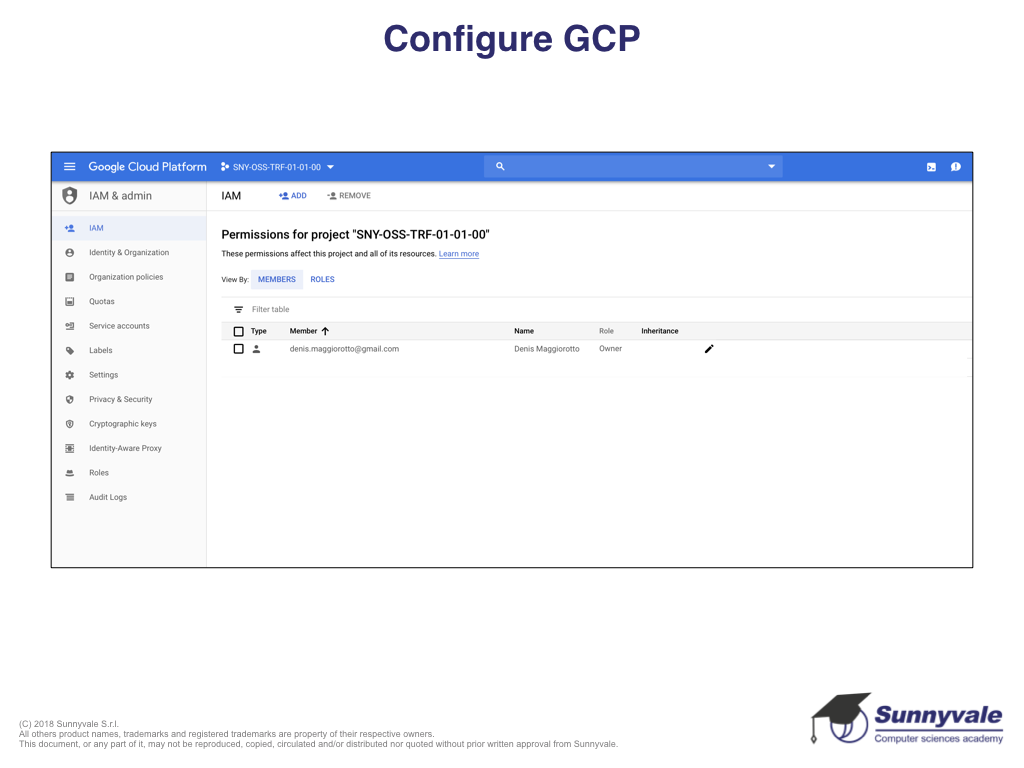 Configure GCP
Google Cloud Platform SNY-OSS-TRF-01-01-00
IAM & admin
IAM ADD REMOVE
IAM
Identity & Organization
Organization policies
Quotas
Service accounts
Labels
Settings
Privacy & Security
Cryptographic keys
Identity-Aware Proxy
Roles
Audit Logs
Permissions for project "SNY-OSS-TRF-01-01-00"
These permissions affect this project and all of its resources. Learn more
View By: MEMBERS ROLES
Filter table
Type Member Name Role Inheritance
denis.maggiorotto@gmail.com Denis Maggiorotto Owner
(C) 2018 Sunnyvale S.r.l.
All others product names, trademarks and registered trademarks are property of their respective owners.
This document, or any part of it, may not be reproduced, copied, circulated and/or distributed nor quoted without prior written approval from Sunnyvale.
Sunnyvale
Computer sciences academy